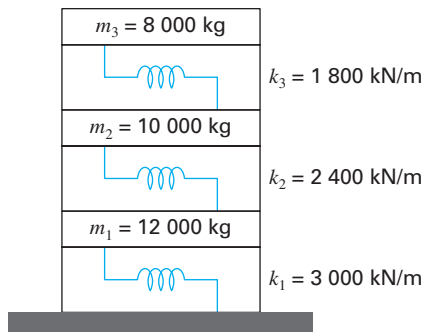 m₃ = 8 000 kg
k₃ = 1 800 kN/m
m₂ = 10 000 kg
k₂ = 2 400 kN/m
m₁ = 12 000 kg
k₁ = 3 000 kN/m